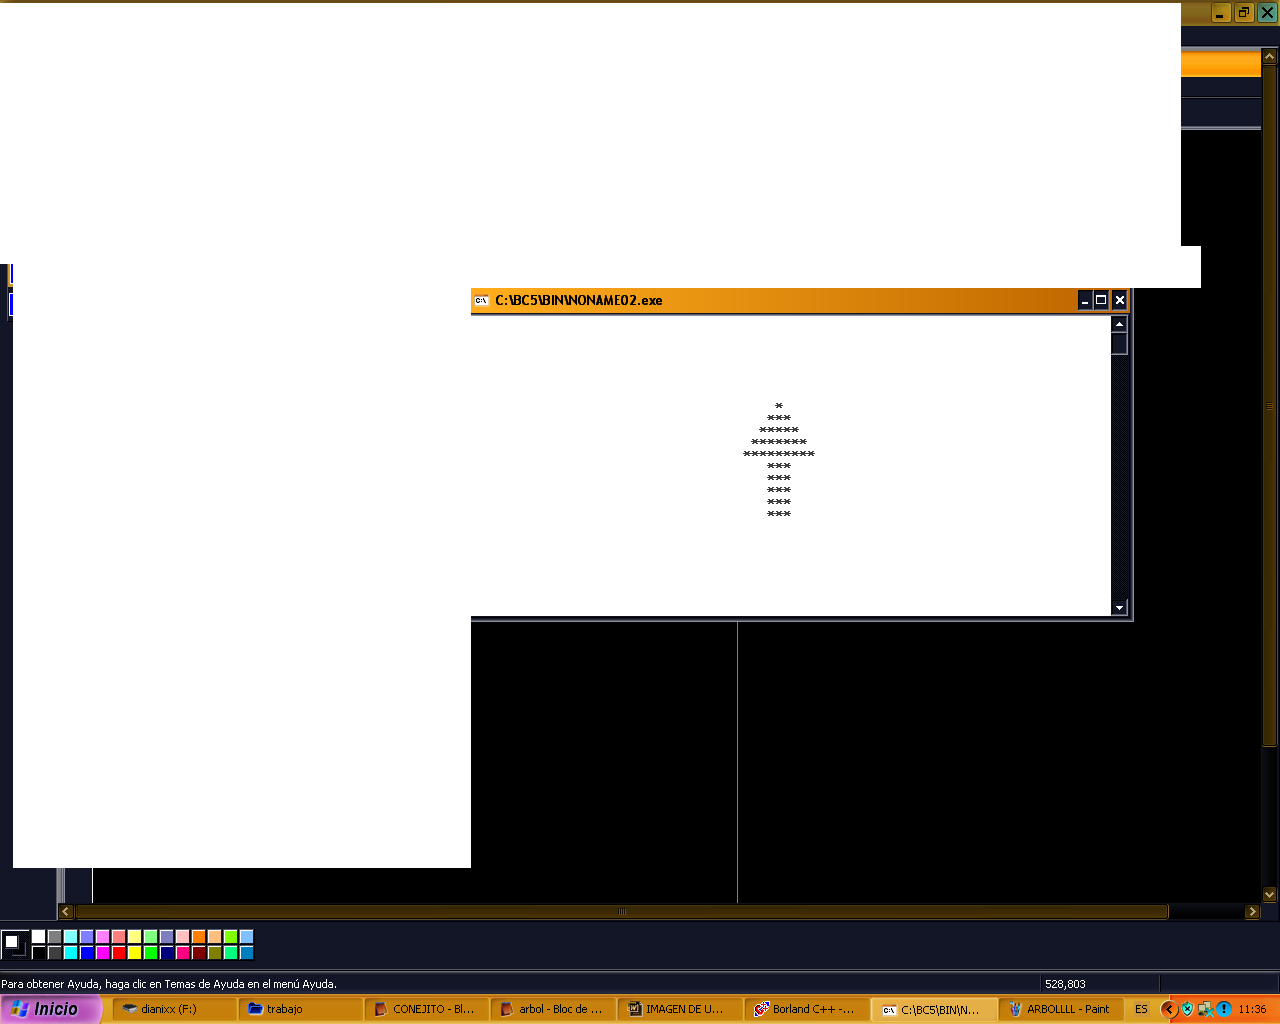 C:\BC5\BIN\NONAME02.exe
*
***
*****
*******
*********
***
***
***
***
***
Para obtener Ayuda, haga clic en Temas de Ayuda en el menú Ayuda.
528,803
Inicio
dianixx (F:)
trabajo
CONEJITO - Bl...
arbol - Bloc de ...
IMAGEN DE U...
Borland C++ -...
C:\BC5\BIN\N...
ARBOLLLL - Paint
ES
11:36